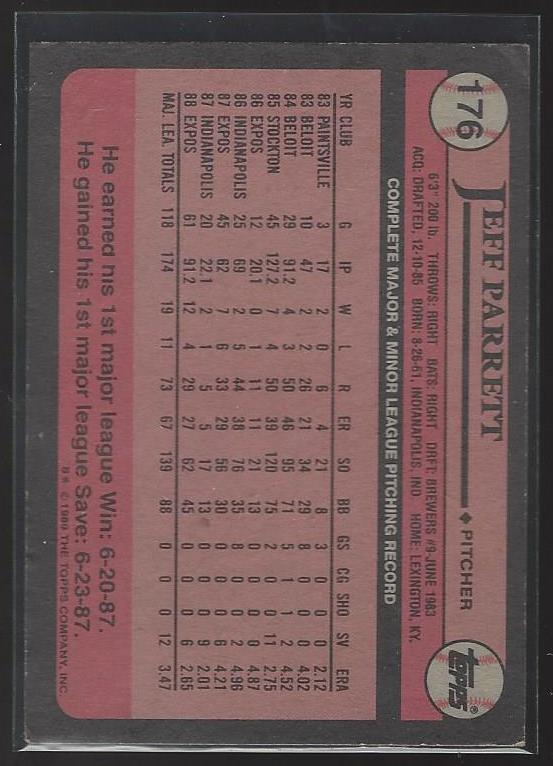 176
JEFF PARRETT
PITCHER
TOPPS®
6'3" 200 lb. THROWS: RIGHT BATS: RIGHT DRFT: BREWERS #9-JUNE 1983
ACQ: DRAFTED, 12-10-85 BORN: 8-26-61, INDIANAPOLIS, IND HOME: LEXINGTON, KY.
COMPLETE MAJOR & MINOR LEAGUE PITCHING RECORD
YR CLUB G IP W L R ER SO BB GS CG SHO SV ERA
83 PAINTSVILLE 3 17 2 0 6 4 21 8 3 0 0 0 2.12
83 BELOIT 10 47 2 2 26 21 34 29 8 0 0 0 4.02
84 BELOIT 29 91.2 4 3 50 46 95 71 5 1 0 2 4.52
85 STOCKTON 45 127.2 7 4 50 39 120 75 2 1 0 11 2.75
86 EXPOS 12 20.1 0 1 11 11 21 13 0 0 0 0 4.87
86 INDIANAPOLIS 25 69 2 5 44 38 76 35 8 0 0 2 4.96
87 EXPOS 45 62 7 6 33 29 56 30 0 0 0 6 4.21
87 INDIANAPOLIS 20 22.1 2 1 5 5 17 13 0 0 0 9 2.01
88 EXPOS 61 91.2 12 4 29 27 62 45 0 0 0 6 2.65
MAJ. LEA. TOTALS 118 174 19 11 73 67 139 88 0 0 0 12 3.47
He earned his 1st major league Win: 6-20-87.
He gained his 1st major league Save: 6-23-87.
B* © 1989 THE TOPPS COMPANY, INC.